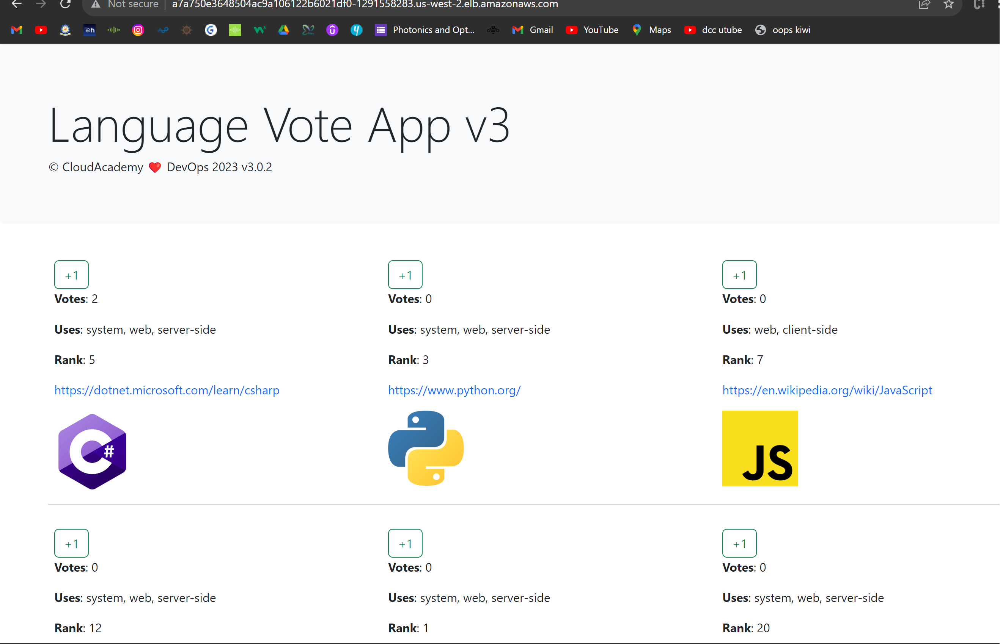 Not secure | a7a750e3648504ac9a106122b6021df0-1291558283.us-west-2.elb.amazonaws.com
Photonics and Opt... Gmail YouTube Maps dcc utube oops kiwi
Language Vote App v3
© CloudAcademy ❤️ DevOps 2023 v3.0.2
+1 +1 +1
Votes: 2 Votes: 0 Votes: 0
Uses: system, web, server-side Uses: system, web, server-side Uses: web, client-side
Rank: 5 Rank: 3 Rank: 7
https://dotnet.microsoft.com/learn/csharp https://www.python.org/ https://en.wikipedia.org/wiki/JavaScript
C# JS
+1 +1 +1
Votes: 0 Votes: 0 Votes: 0
Uses: system, web, server-side Uses: system, web, server-side Uses: system, web, server-side
Rank: 12 Rank: 1 Rank: 20